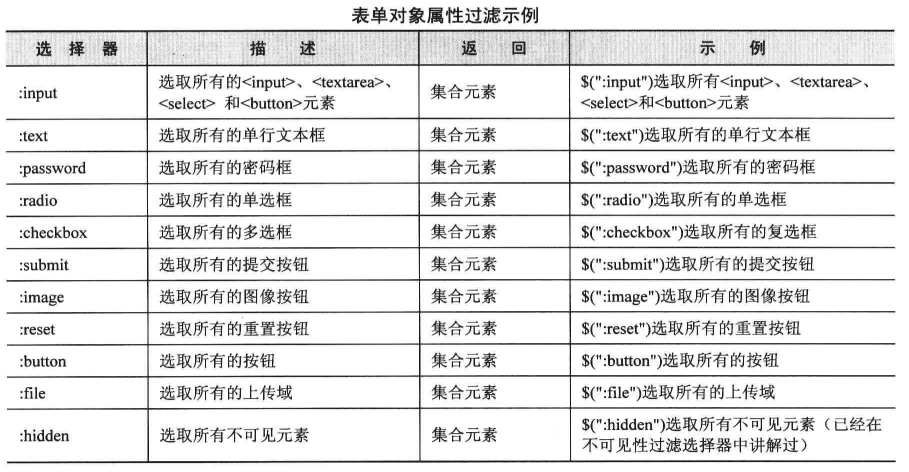 表单对象属性过滤示例
选 择 器 描 述 返 回 示 例
:input 选取所有的<input>、<textarea>、<select> 和<button>元素 集合元素 $(":input")选取所有<input>、<textarea>、<select>和<button>元素
:text 选取所有的单行文本框 集合元素 $(":text")选取所有的单行文本框
:password 选取所有的密码框 集合元素 $(":password")选取所有的密码框
:radio 选取所有的单选框 集合元素 $(":radio")选取所有的单选框
:checkbox 选取所有的多选框 集合元素 $(":checkbox")选取所有的复选框
:submit 选取所有的提交按钮 集合元素 $(":submit")选取所有的提交按钮
:image 选取所有的图像按钮 集合元素 $(":image")选取所有的图像按钮
:reset 选取所有的重置按钮 集合元素 $(":reset")选取所有的重置按钮
:button 选取所有的按钮 集合元素 $(":button")选取所有的按钮
:file 选取所有的上传域 集合元素 $(":file")选取所有的上传域
:hidden 选取所有不可见元素 集合元素 $(":hidden")选取所有不可见元素（已经在不可见性过滤选择器中讲解过）